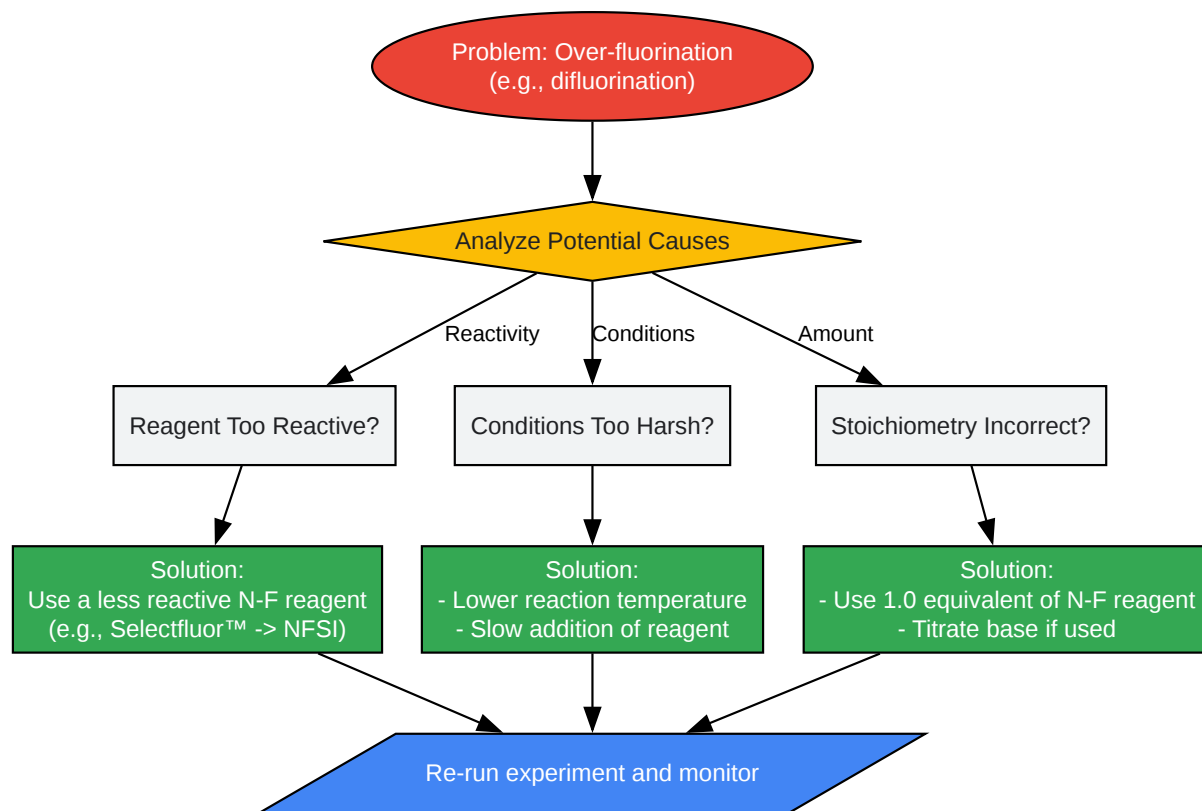 Problem: Over-fluorination
(e.g., difluorination)
Analyze Potential Causes
Reactivity
Conditions
Amount
Reagent Too Reactive?
Conditions Too Harsh?
Stoichiometry Incorrect?
Solution:
Use a less reactive N-F reagent
(e.g., Selectfluor™ -> NFSI)
Solution:
- Lower reaction temperature
- Slow addition of reagent
Solution:
- Use 1.0 equivalent of N-F reagent
- Titrate base if used
Re-run experiment and monitor